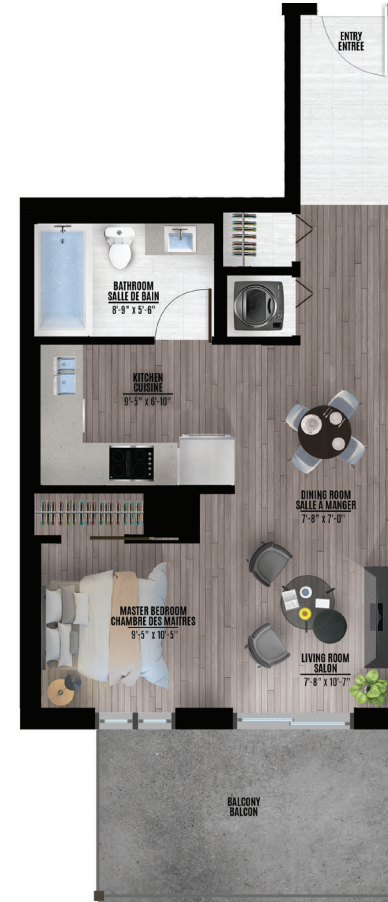 ENTRY
ENTREE
BATHROOM
SALLE DE BAIN
8'-9" x 5'-6"
KITCHEN
CUISINE
9'-5" x 6'-10"
DINING ROOM
SALLE A MANGER
7'-8" x 7'-0"
MASTER BEDROOM
CHAMBRE DES MAITRES
9'-5" x 10'-5"
LIVING ROOM
SALON
7'-8" x 10'-7"
BALCONY
BALCON